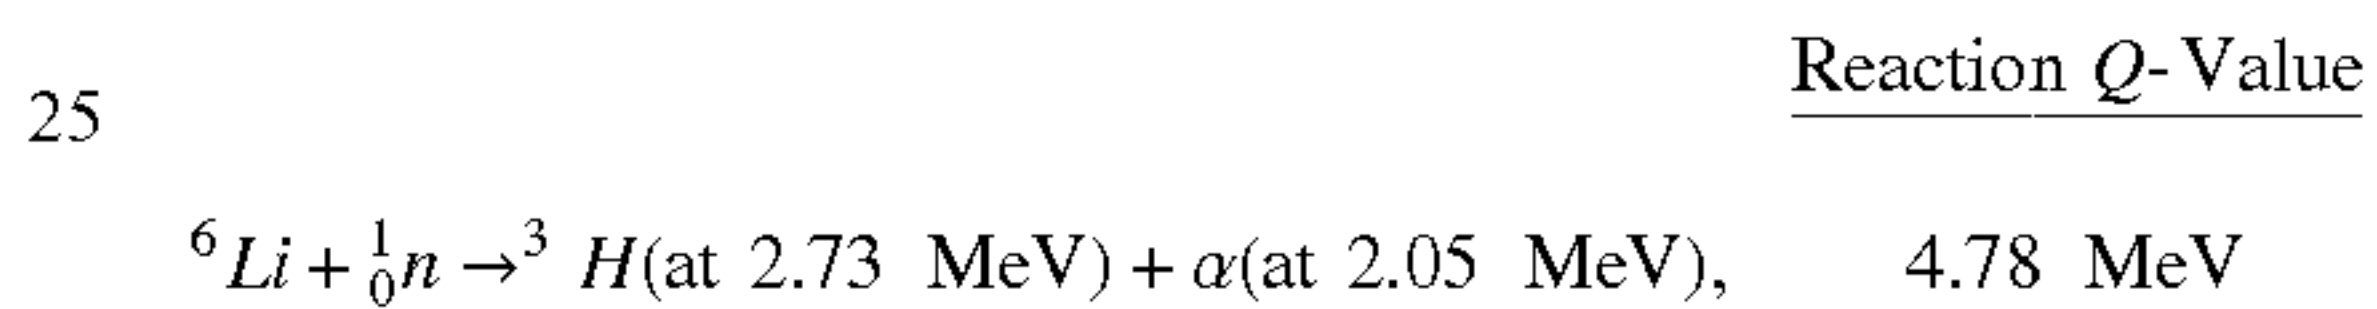 Reaction Q-Value
25
⁶Li + ¹₀n →³ H(at 2.73 MeV) + α(at 2.05 MeV), 4.78 MeV